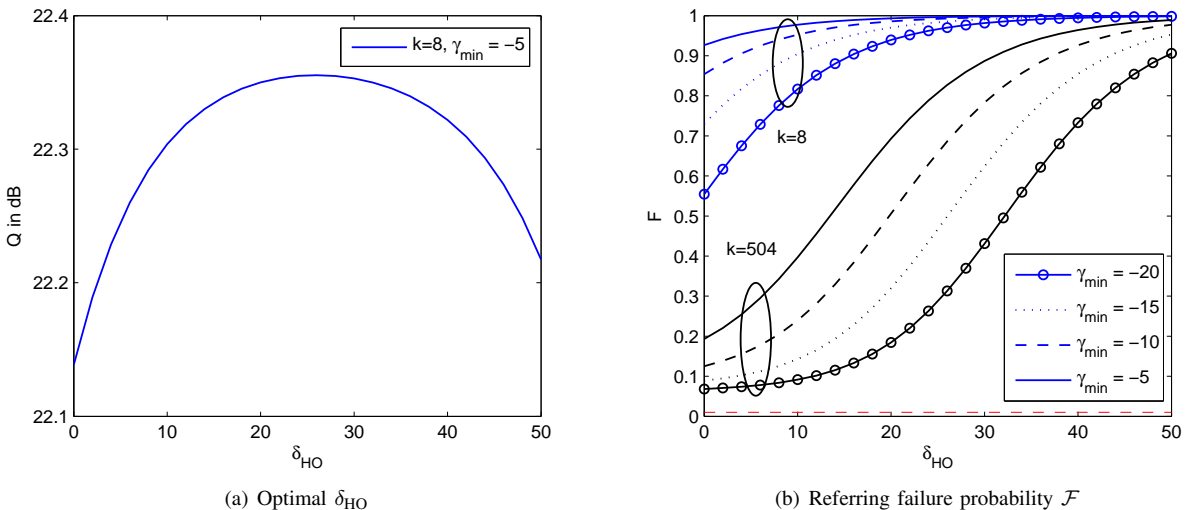 22.4
22.3
22.2
22.1
Q in dB
0
10
20
30
40
50
δHO
k=8, γmin = −5
(a) Optimal δHO
1
0.9
0.8
0.7
0.6
0.5
0.4
0.3
0.2
0.1
0
F
0
10
20
30
40
50
δHO
k=8
k=504
γmin = −20
γmin = −15
γmin = −10
γmin = −5
(b) Referring failure probability ℱ